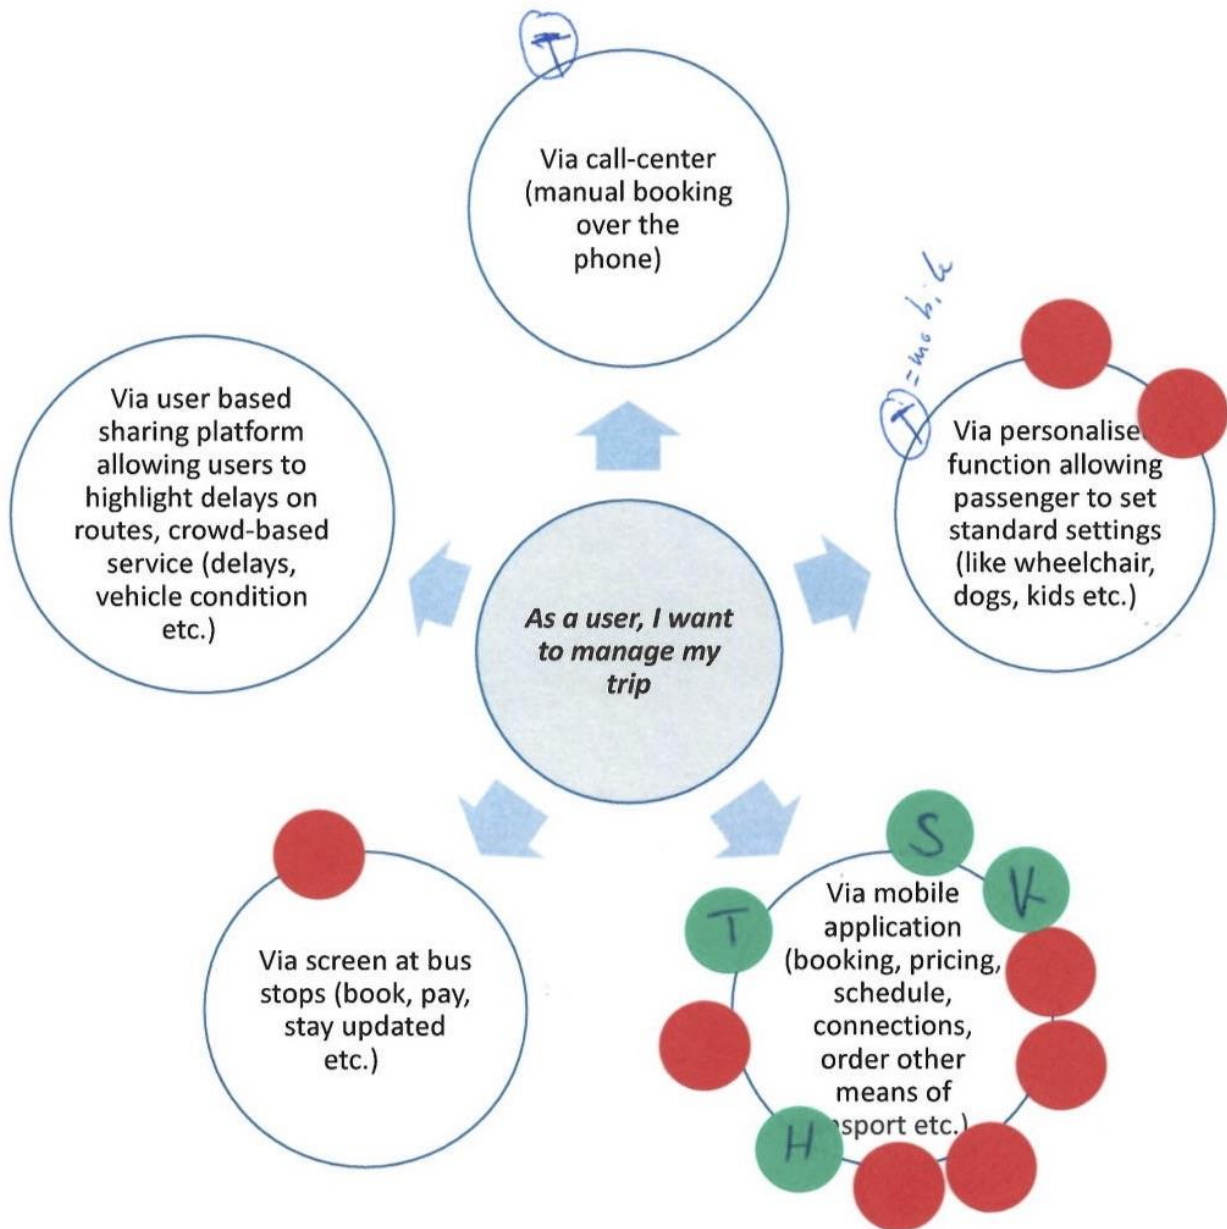 T
Via call-center
(manual booking
over the
phone)
T = mobile
Via personalise
function allowing
passenger to set
standard settings
(like wheelchair,
dogs, kids etc.)
Via user based
sharing platform
allowing users to
highlight delays on
routes, crowd-based
service (delays,
vehicle condition
etc.)
As a user, I want
to manage my
trip
Via screen at bus
stops (book, pay,
stay updated
etc.)
S
K
T
H
Via mobile
application
(booking, pricing,
schedule,
connections,
order other
means of
nsport etc.)